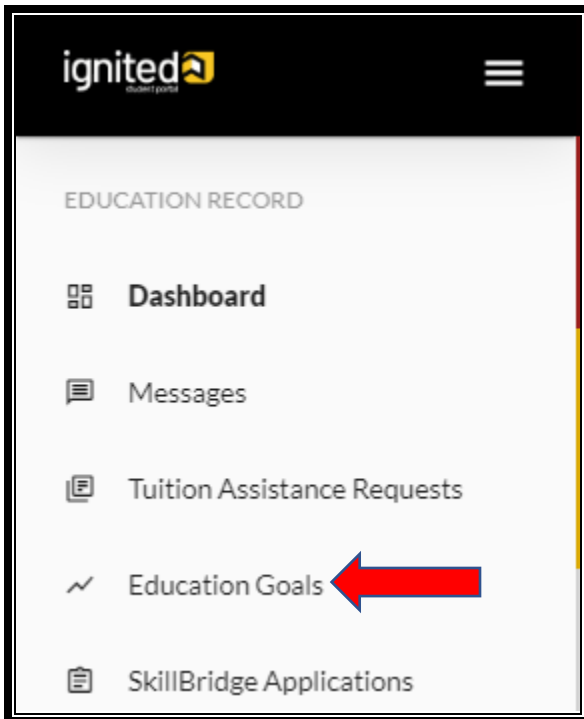 ignited
student portal
EDUCATION RECORD
Dashboard
Messages
Tuition Assistance Requests
Education Goals
SkillBridge Applications